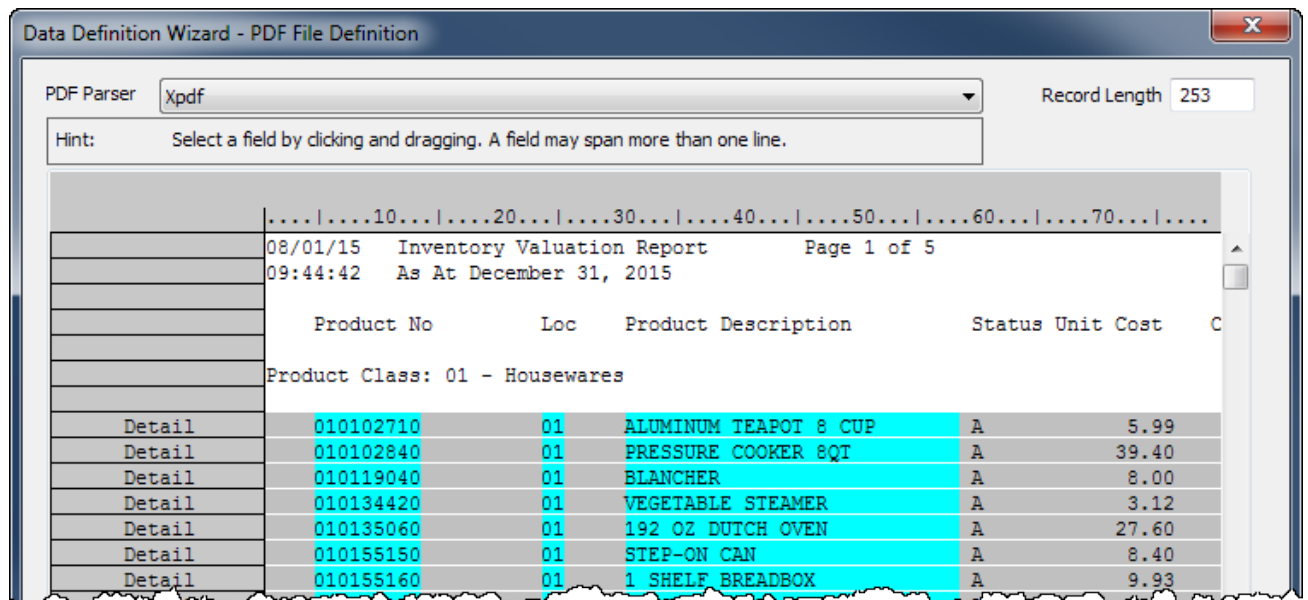 Data Definition Wizard - PDF File Definition
PDF Parser Xpdf Record Length 253
Hint: Select a field by clicking and dragging. A field may span more than one line.
....|....10...|....20...|....30...|....40...|....50...|....60...|....70...|....
08/01/15 Inventory Valuation Report Page 1 of 5
09:44:42 As At December 31, 2015
Product No Loc Product Description Status Unit Cost C
Product Class: 01 - Housewares
Detail 010102710 01 ALUMINUM TEAPOT 8 CUP A 5.99
Detail 010102840 01 PRESSURE COOKER 8QT A 39.40
Detail 010119040 01 BLANCHER A 8.00
Detail 010134420 01 VEGETABLE STEAMER A 3.12
Detail 010135060 01 192 OZ DUTCH OVEN A 27.60
Detail 010155150 01 STEP-ON CAN A 8.40
Detail 010155160 01 1 SHELF BREADBOX A 9.93